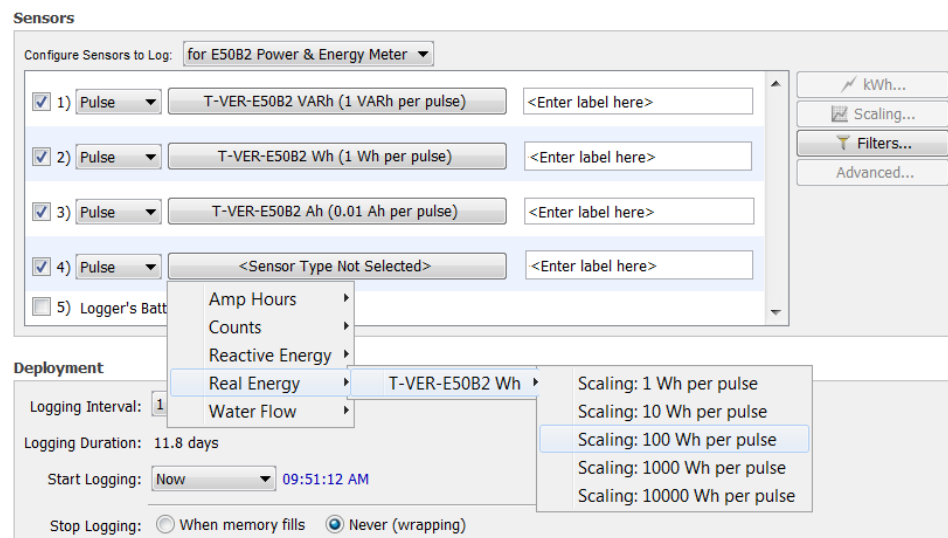 Sensors
Configure Sensors to Log: for E50B2 Power & Energy Meter
1) Pulse T-VER-E50B2 VARh (1 VARh per pulse) <Enter label here>
kWh...
Scaling...
2) Pulse T-VER-E50B2 Wh (1 Wh per pulse) <Enter label here>
Filters...
Advanced...
3) Pulse T-VER-E50B2 Ah (0.01 Ah per pulse) <Enter label here>
4) Pulse <Sensor Type Not Selected> <Enter label here>
5) Logger's Batt
Amp Hours
Counts
Reactive Energy
Real Energy
Water Flow
T-VER-E50B2 Wh
Scaling: 1 Wh per pulse
Scaling: 10 Wh per pulse
Scaling: 100 Wh per pulse
Scaling: 1000 Wh per pulse
Scaling: 10000 Wh per pulse
Deployment
Logging Interval: 1
Logging Duration: 11.8 days
Start Logging: Now 09:51:12 AM
Stop Logging: When memory fills Never (wrapping)